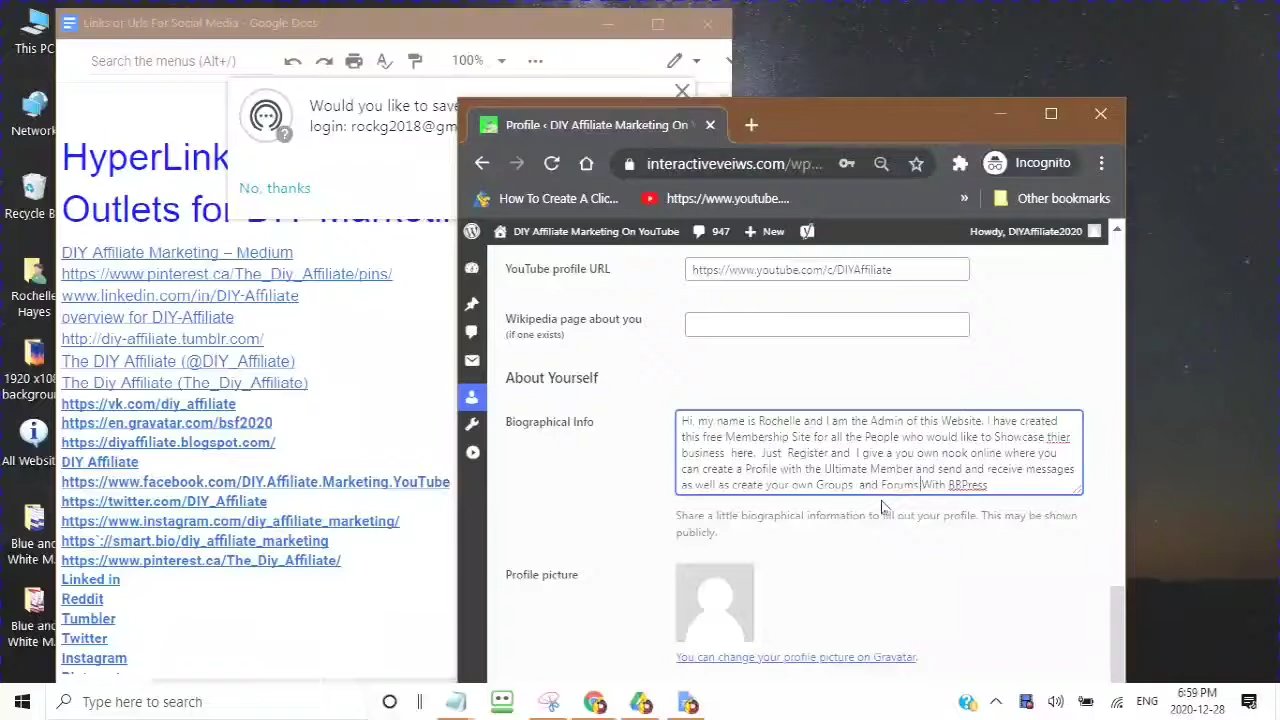 This PC
Network
Recycle B
Rochelle
Hayes
1920 x108
backgroun
All Website
Blue and
White M...
Blue and
White M...
Links or Urls For Social Media - Google Docs
Search the menus (Alt+/)
100%
Would you like to save
login: rockg2018@gm
No, thanks
HyperLink
Outlets for DIY Marketin
DIY Affiliate Marketing – Medium
https://www.pinterest.ca/The_Diy_Affiliate/pins/
www.linkedin.com/in/DIY-Affiliate
overview for DIY-Affiliate
http://diy-affiliate.tumblr.com/
The DIY Affiliate (@DIY_Affiliate)
The Diy Affiliate (The_Diy_Affiliate)
https://vk.com/diy_affiliate
https://en.gravatar.com/bsf2020
https://diyaffiliate.blogspot.com/
DIY Affiliate
https://www.facebook.com/DIY.Affiliate.Marketing.YouTube
https://twitter.com/DIY_Affiliate
https://www.instagram.com/diy_affiliate_marketing/
https`://smart.bio/diy_affiliate_marketing
https://www.pinterest.ca/The_Diy_Affiliate/
Linked in
Reddit
Tumbler
Twitter
Instagram
Profile ‹ DIY Affiliate Marketing On
interactiveveiws.com/wp...
Incognito
How To Create A Clic...
https://www.youtube....
»
Other bookmarks
DIY Affiliate Marketing On YouTube
947
New
Howdy, DIYAffiliate2020
YouTube profile URL
https://www.youtube.com/c/DIYAffiliate
Wikipedia page about you
(if one exists)
About Yourself
Biographical Info
Hi, my name is Rochelle and I am the Admin of this Website. I have created
this free Membership Site for all the People who would like to Showcase thier
business here. Just Register and I give a you own nook online where you
can create a Profile with the Ultimate Member and send and receive messages
as well as create your own Groups and Forums With BBPress
Share a little biographical information to fill out your profile. This may be shown
publicly.
Profile picture
You can change your profile picture on Gravatar.
Type here to search
ENG
6:59 PM
2020-12-28